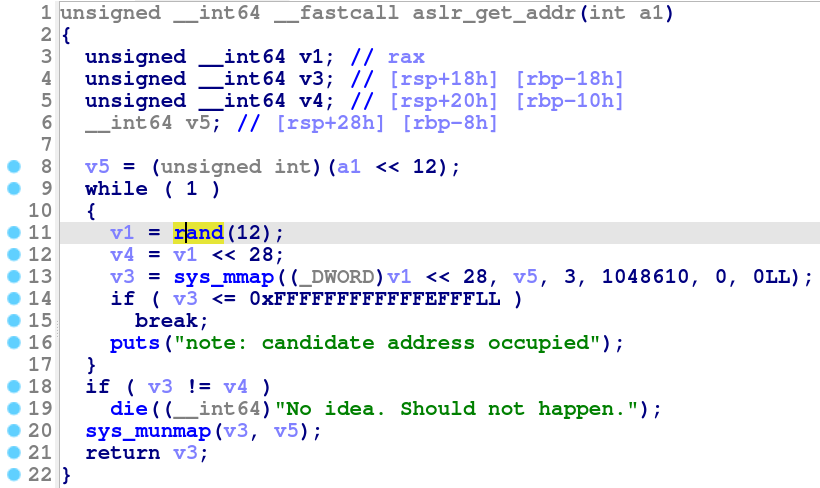 1 unsigned __int64 __fastcall aslr_get_addr(int a1)
2 {
3 unsigned __int64 v1; // rax
4 unsigned __int64 v3; // [rsp+18h] [rbp-18h]
5 unsigned __int64 v4; // [rsp+20h] [rbp-10h]
6 __int64 v5; // [rsp+28h] [rbp-8h]
7
8 v5 = (unsigned int)(a1 << 12);
9 while ( 1 )
10 {
11 v1 = rand(12);
12 v4 = v1 << 28;
13 v3 = sys_mmap((_DWORD)v1 << 28, v5, 3, 1048610, 0, 0LL);
14 if ( v3 <= 0xFFFFFFFFFFFFEFFFLL )
15 break;
16 puts("note: candidate address occupied");
17 }
18 if ( v3 != v4 )
19 die((__int64)"No idea. Should not happen.");
20 sys_munmap(v3, v5);
21 return v3;
22 }